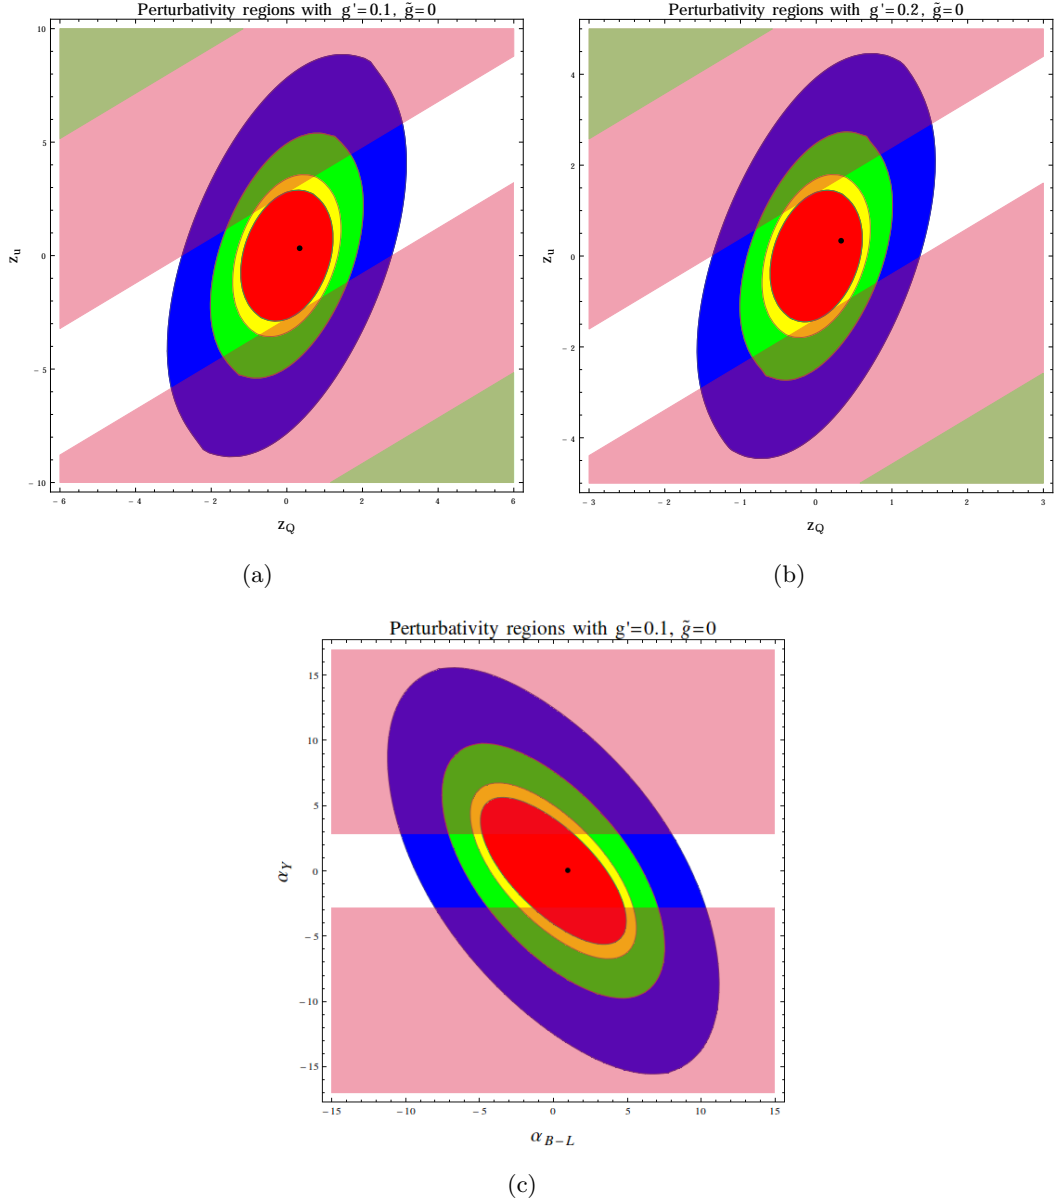 Perturbativity regions with g'=0.1, g̃=0
10
5
0
-5
-10
z_u
-6 -4 -2 0 2 4 6
z_Q
(a)
Perturbativity regions with g'=0.2, g̃=0
4
2
0
-2
-4
z_u
-3 -2 -1 0 1 2 3
z_Q
(b)
Perturbativity regions with g'=0.1, g̃=0
15
10
5
0
-5
-10
-15
α_Y
-15 -10 -5 0 5 10 15
α_{B-L}
(c)